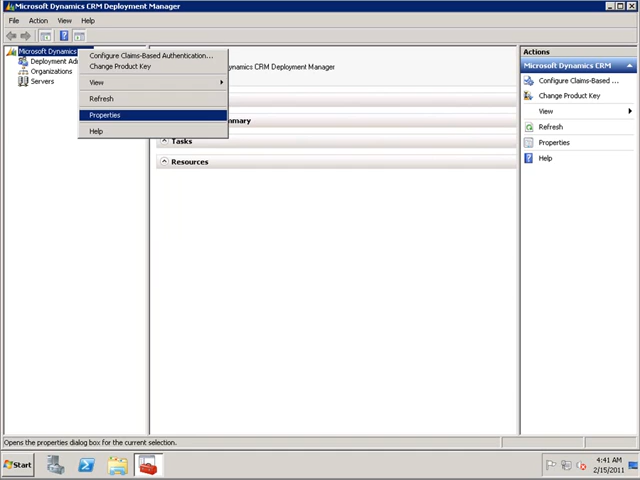 Microsoft Dynamics CRM Deployment Manager
File Action View Help
Microsoft Dynamics
Deployment Adm
Organizations
Servers
Configure Claims-Based Authentication...
Change Product Key
View
Refresh
Properties
Help
ynamics CRM Deployment Manager
mmary
Tasks
Resources
Actions
Microsoft Dynamics CRM
Configure Claims-Based ...
Change Product Key
View
Refresh
Properties
Help
Opens the properties dialog box for the current selection.
Start
4:41 AM
2/15/2011